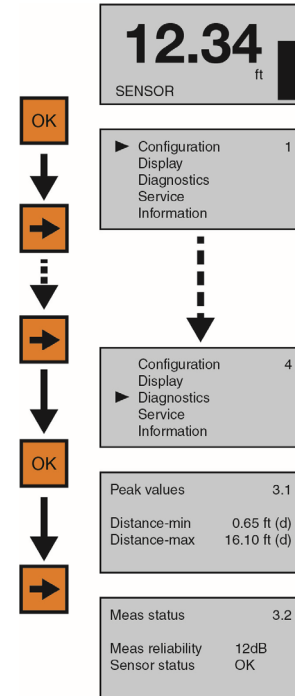 12.34
ft
SENSOR
OK
Configuration 1
Display
Diagnostics
Service
Information
Configuration 4
Display
Diagnostics
Service
Information
OK
Peak values 3.1
Distance-min 0.65 ft (d)
Distance-max 16.10 ft (d)
Meas status 3.2
Meas reliability 12dB
Sensor status OK